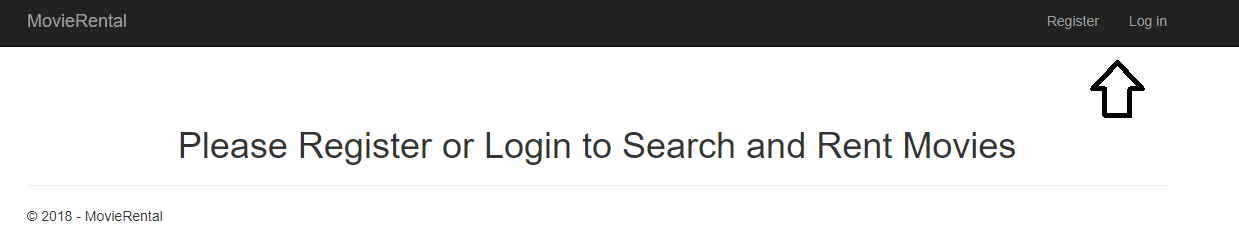 MovieRental Register Log in
Please Register or Login to Search and Rent Movies
© 2018 - MovieRental